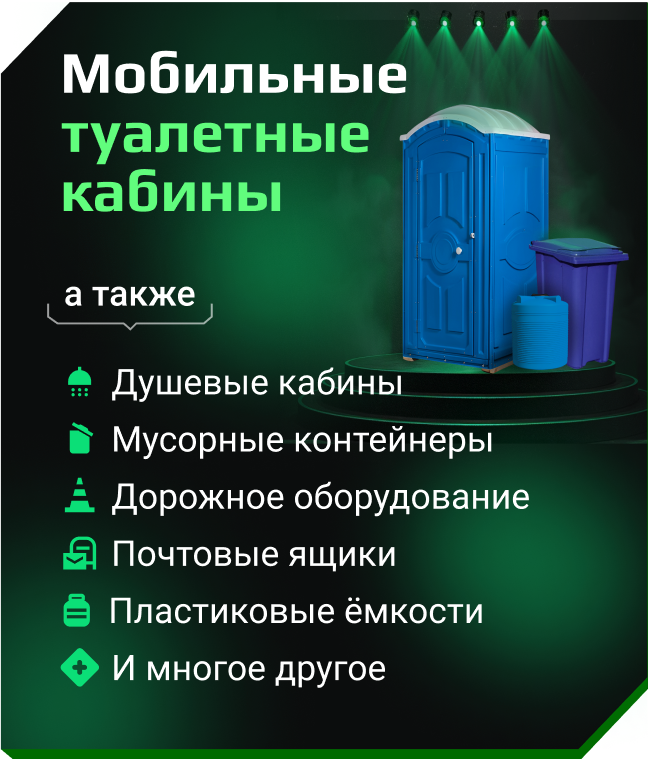 Мобильные
туалетные
кабины
а также
Душевые кабины
Мусорные контейнеры
Дорожное оборудование
Почтовые ящики
Пластиковые ёмкости
И многое другое